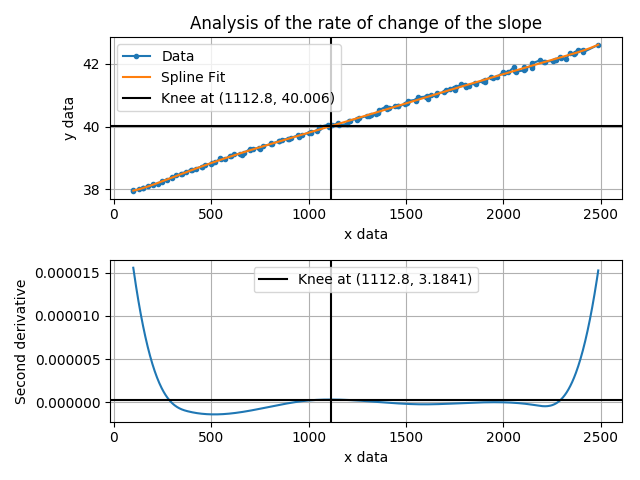 Analysis of the rate of change of the slope
y data
42
40
38
Data
Spline Fit
Knee at (1112.8, 40.006)
0 500 1000 1500 2000 2500
x data
Second derivative
0.000015
0.000010
0.000005
0.000000
Knee at (1112.8, 3.1841)
0 500 1000 1500 2000 2500
x data